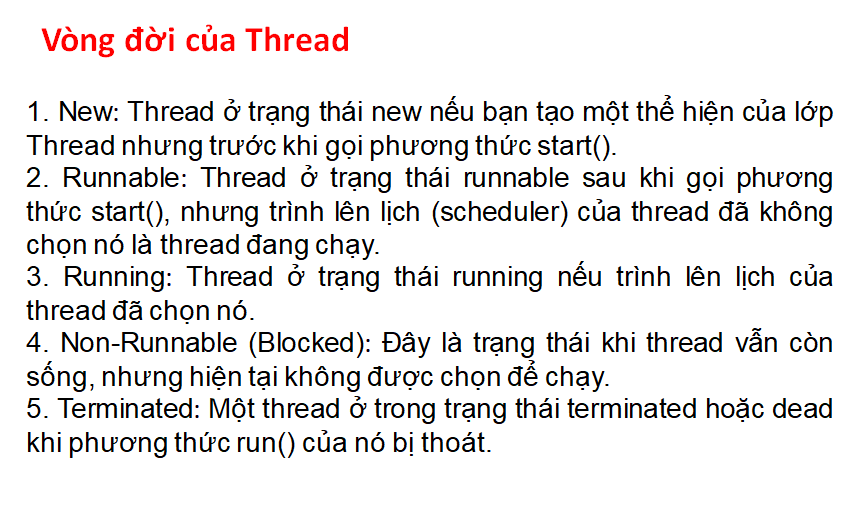 Vòng đời của Thread
1. New: Thread ở trạng thái new nếu bạn tạo một thể hiện của lớp
Thread nhưng trước khi gọi phương thức start().
2. Runnable: Thread ở trạng thái runnable sau khi gọi phương
thức start(), nhưng trình lên lịch (scheduler) của thread đã không
chọn nó là thread đang chạy.
3. Running: Thread ở trạng thái running nếu trình lên lịch của
thread đã chọn nó.
4. Non-Runnable (Blocked): Đây là trạng thái khi thread vẫn còn
sống, nhưng hiện tại không được chọn để chạy.
5. Terminated: Một thread ở trong trạng thái terminated hoặc dead
khi phương thức run() của nó bị thoát.